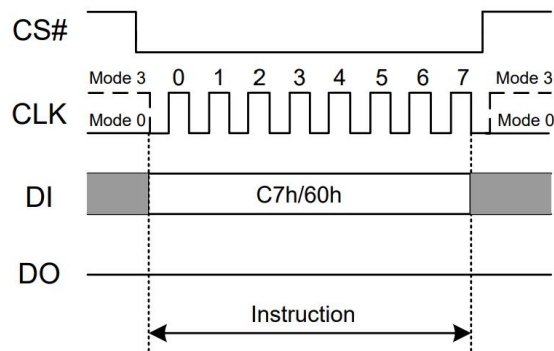 CS#
Mode 3 0 1 2 3 4 5 6 7 Mode 3
CLK
Mode 0 Mode 0
DI C7h/60h
DO
Instruction